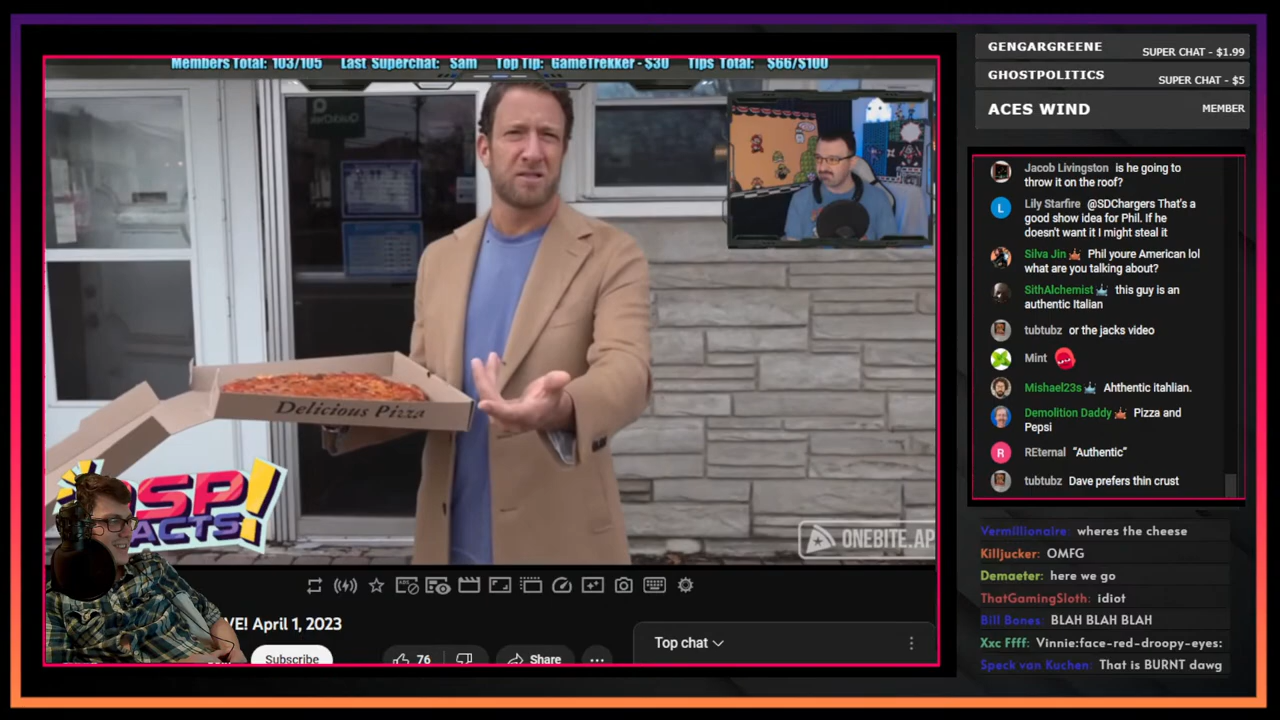 Members Total: 103/105 Last Superchat: Sam Top Tip: GameTrekker - $30 Tips Total: $66/$100
QuickChek
Delicious Pizza
DSP
REACTS!
ONEBITE.AP
VE! April 1, 2023
Subscribe
76
Share
Top chat
GENGARGREENE SUPER CHAT - $1.99
GHOSTPOLITICS SUPER CHAT - $5
ACES WIND MEMBER
Jacob Livingston is he going to
throw it on the roof?
L
Lily Starfire @SDChargers That's a
good show idea for Phil. If he
doesn't want it I might steal it
Silva Jin Phil youre American lol
what are you talking about?
SithAlchemist this guy is an
authentic Italian
tubtubz or the jacks video
Mint
Mishael23s Ahthentic itahlian.
Demolition Daddy Pizza and
Pepsi
R
REternal "Authentic"
tubtubz Dave prefers thin crust
Vermillionaire: wheres the cheese
Killjucker: OMFG
Demaeter: here we go
ThatGamingSloth: idiot
Bill Bones: BLAH BLAH BLAH
Xxc Ffff: Vinnie:face-red-droopy-eyes:
Speck van Kuchen: That is BURNT dawg